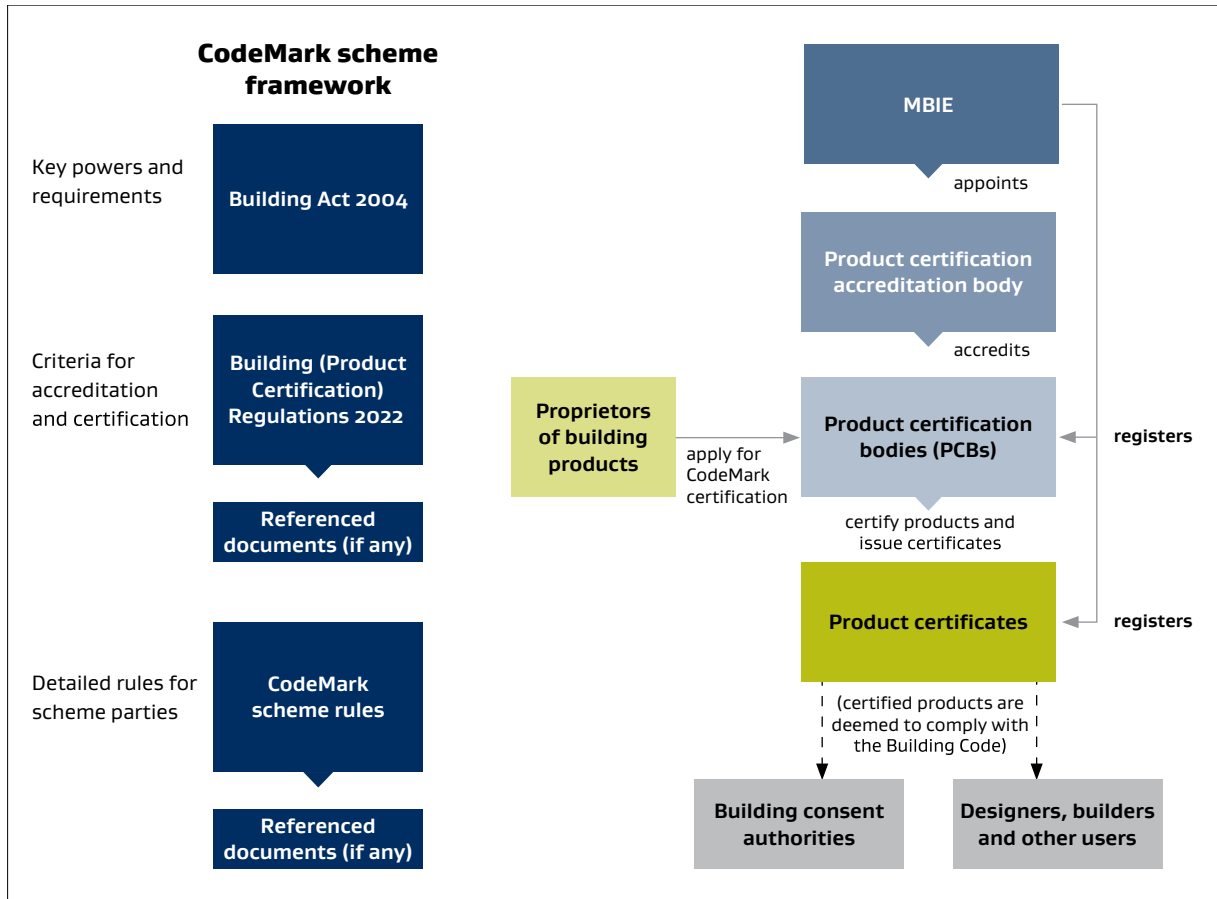 CodeMark scheme
framework
Key powers and
requirements
Building Act 2004
Criteria for
accreditation
and certification
Building (Product
Certification)
Regulations 2022
Referenced
documents (if any)
Detailed rules for
scheme parties
CodeMark
scheme rules
Referenced
documents (if any)
MBIE
appoints
Product certification
accreditation body
accredits
Proprietors
of building
products
apply for
CodeMark
certification
Product certification
bodies (PCBs)
registers
certify products and
issue certificates
Product certificates
registers
(certified products are
deemed to comply with
the Building Code)
Building consent
authorities
Designers, builders
and other users